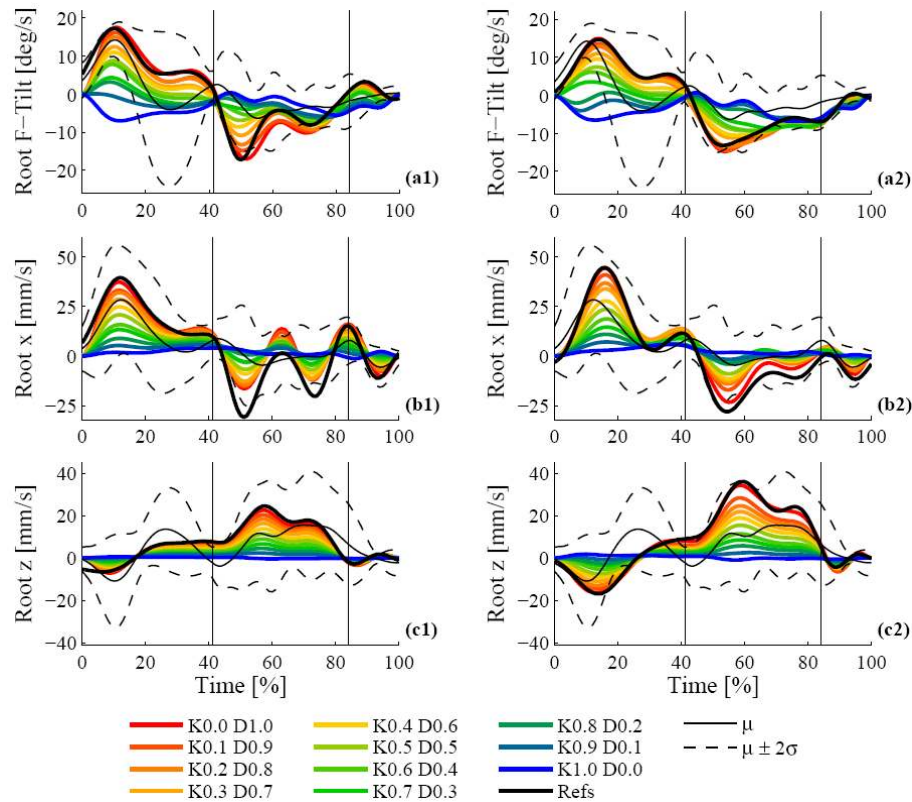 20
10
0
−10
−20
Root F−Tilt [deg/s]
(a1)
0 20 40 60 80 100
20
10
0
−10
−20
Root F−Tilt [deg/s]
(a2)
0 20 40 60 80 100
50
25
0
−25
Root x [mm/s]
(b1)
0 20 40 60 80 100
50
25
0
−25
Root x [mm/s]
(b2)
0 20 40 60 80 100
40
20
0
−20
−40
Root z [mm/s]
(c1)
0 20 40 60 80 100
Time [%]
40
20
0
−20
−40
Root z [mm/s]
(c2)
0 20 40 60 80 100
Time [%]
K0.0 D1.0
K0.1 D0.9
K0.2 D0.8
K0.3 D0.7
K0.4 D0.6
K0.5 D0.5
K0.6 D0.4
K0.7 D0.3
K0.8 D0.2
K0.9 D0.1
K1.0 D0.0
Refs
μ
μ ± 2σ